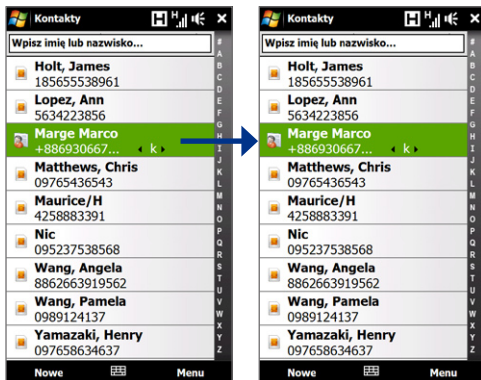 Kontakty
Wpisz imię lub nazwisko...
Holt, James
185655538961
Lopez, Ann
5634223856
Marge Marco
+886930667... k
Matthews, Chris
09765436543
Maurice/H
4258883391
Nic
095237538568
Wang, Angela
8862663919562
Wang, Pamela
0989124137
Yamazaki, Henry
097658634637
# A B C D E F G H I J K L M N O P Q R S T U V W X Y Z
Nowe Menu
Kontakty
Wpisz imię lub nazwisko...
Holt, James
185655538961
Lopez, Ann
5634223856
Marge Marco
+886930667... k
Matthews, Chris
09765436543
Maurice/H
4258883391
Nic
095237538568
Wang, Angela
8862663919562
Wang, Pamela
0989124137
Yamazaki, Henry
097658634637
# A B C D E F G H I J K L M N O P Q R S T U V W X Y Z
Nowe Menu